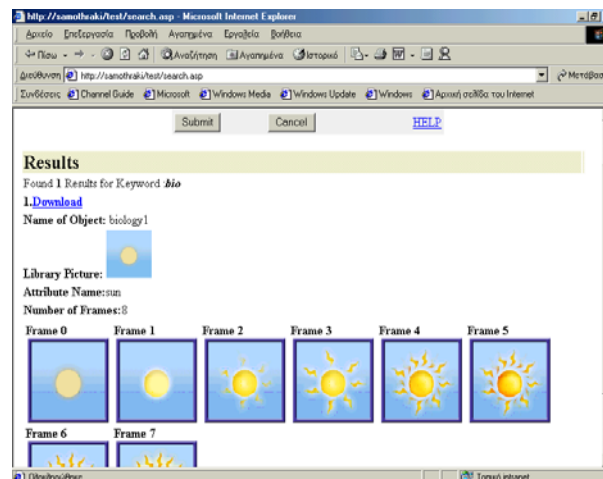 http://samothraki/test/search.asp - Microsoft Internet Explorer
Αρχείο Επεξεργασία Προβολή Αγαπημένα Εργαλεία Βοήθεια
Πίσω Αναζήτηση Αγαπημένα Ιστορικό
Διεύθυνση http://samothraki/test/search.asp Μετάβασ
Συνδέσεις Channel Guide Microsoft Windows Media Windows Update Windows Αρχική σελίδα του Internet
Submit Cancel HELP
Results
Found 1 Results for Keyword :bio
1.Download
Name of Object: biology1
Library Picture:
Attribute Name:sun
Number of Frames:8
Frame 0 Frame 1 Frame 2 Frame 3 Frame 4 Frame 5
Frame 6 Frame 7
Τοπικό intranet